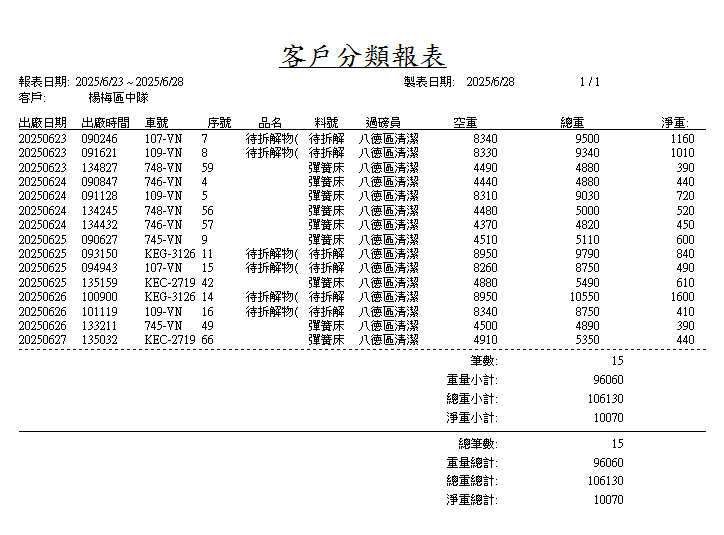 客戶分類報表
報表日期: 2025/6/23 ~ 2025/6/28 製表日期: 2025/6/28 1 / 1
客戶: 楊梅區中隊
出廠日期 出廠時間 車號 序號 品名 料號 過磅員 空重 總重 淨重:
20250623 090246 107-VN 7 待拆解物( 待拆解 八德區清潔 8340 9500 1160
20250623 091621 109-VN 8 待拆解物( 待拆解 八德區清潔 8330 9340 1010
20250623 134827 748-VN 59 彈簧床 八德區清潔 4490 4880 390
20250624 090847 746-VN 4 彈簧床 八德區清潔 4440 4880 440
20250624 091128 109-VN 5 彈簧床 八德區清潔 8310 9030 720
20250624 134245 748-VN 56 彈簧床 八德區清潔 4480 5000 520
20250624 134432 746-VN 57 彈簧床 八德區清潔 4370 4820 450
20250625 090627 745-VN 9 彈簧床 八德區清潔 4510 5110 600
20250625 093150 KEG-3126 11 待拆解物( 待拆解 八德區清潔 8950 9790 840
20250625 094943 107-VN 15 待拆解物( 待拆解 八德區清潔 8260 8750 490
20250625 135159 KEC-2719 42 彈簧床 八德區清潔 4880 5490 610
20250626 100900 KEG-3126 14 待拆解物( 待拆解 八德區清潔 8950 10550 1600
20250626 101119 109-VN 16 待拆解物( 待拆解 八德區清潔 8340 8750 410
20250626 133211 745-VN 49 彈簧床 八德區清潔 4500 4890 390
20250627 135032 KEC-2719 66 彈簧床 八德區清潔 4910 5350 440
筆數: 15
重量小計: 96060
總重小計: 106130
淨重小計: 10070
總筆數: 15
重量總計: 96060
總重總計: 106130
淨重總計: 10070